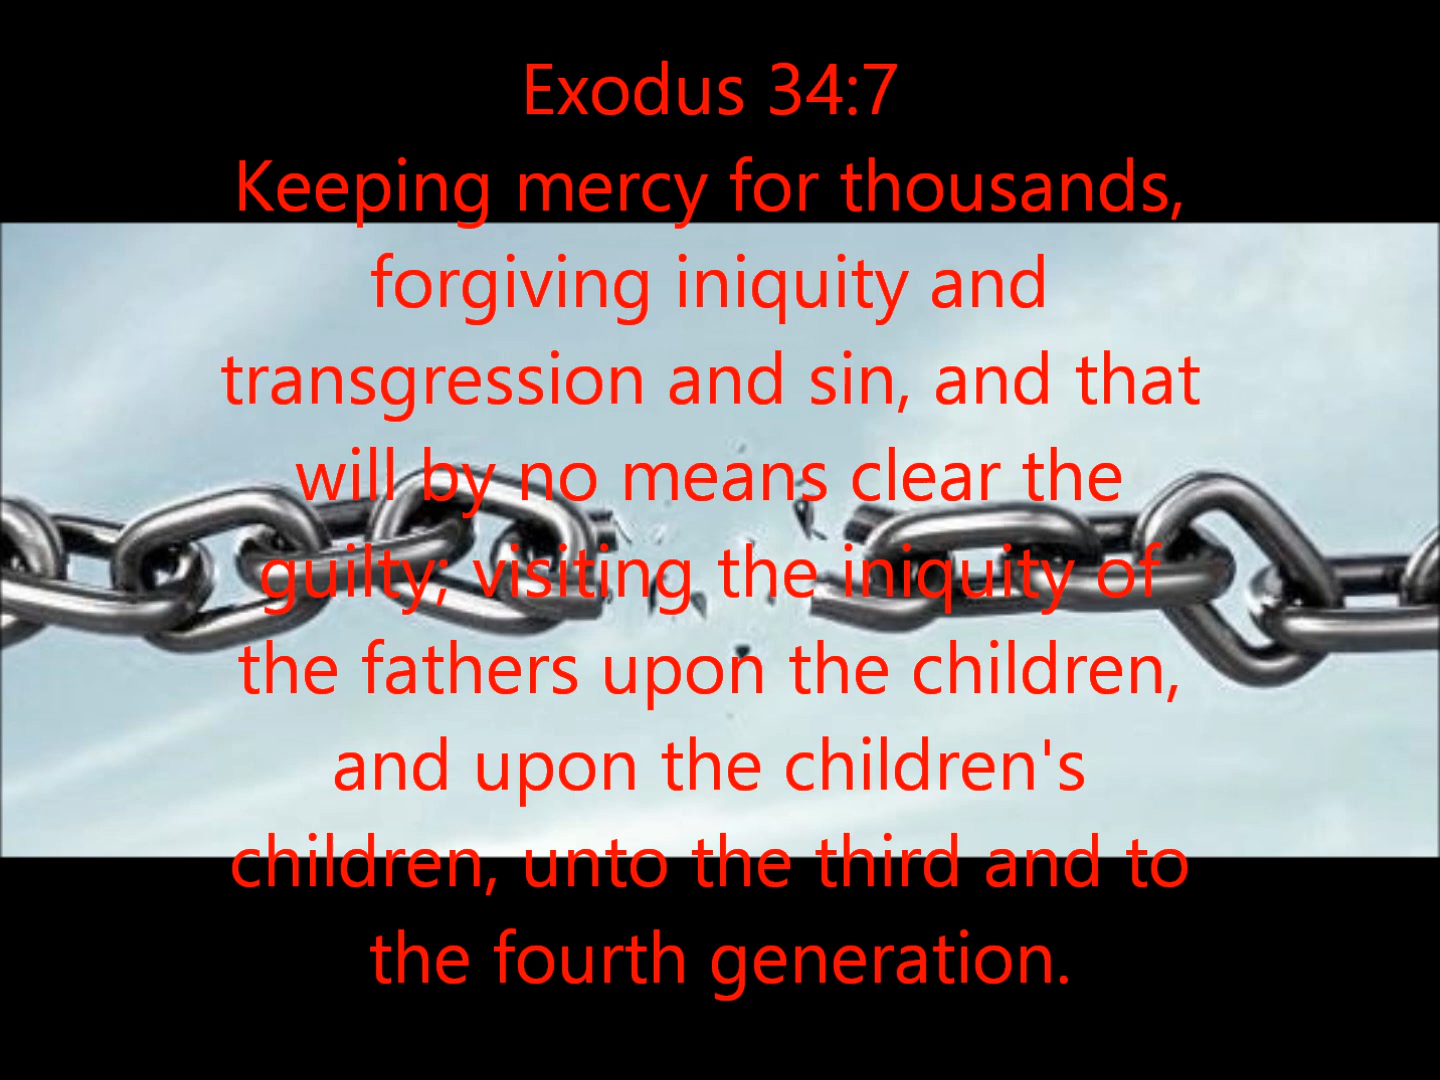 Exodus 34:7
Keeping mercy for thousands,
forgiving iniquity and
transgression and sin, and that
will by no means clear the
guilty; visiting the iniquity of
the fathers upon the children,
and upon the children's
children, unto the third and to
the fourth generation.